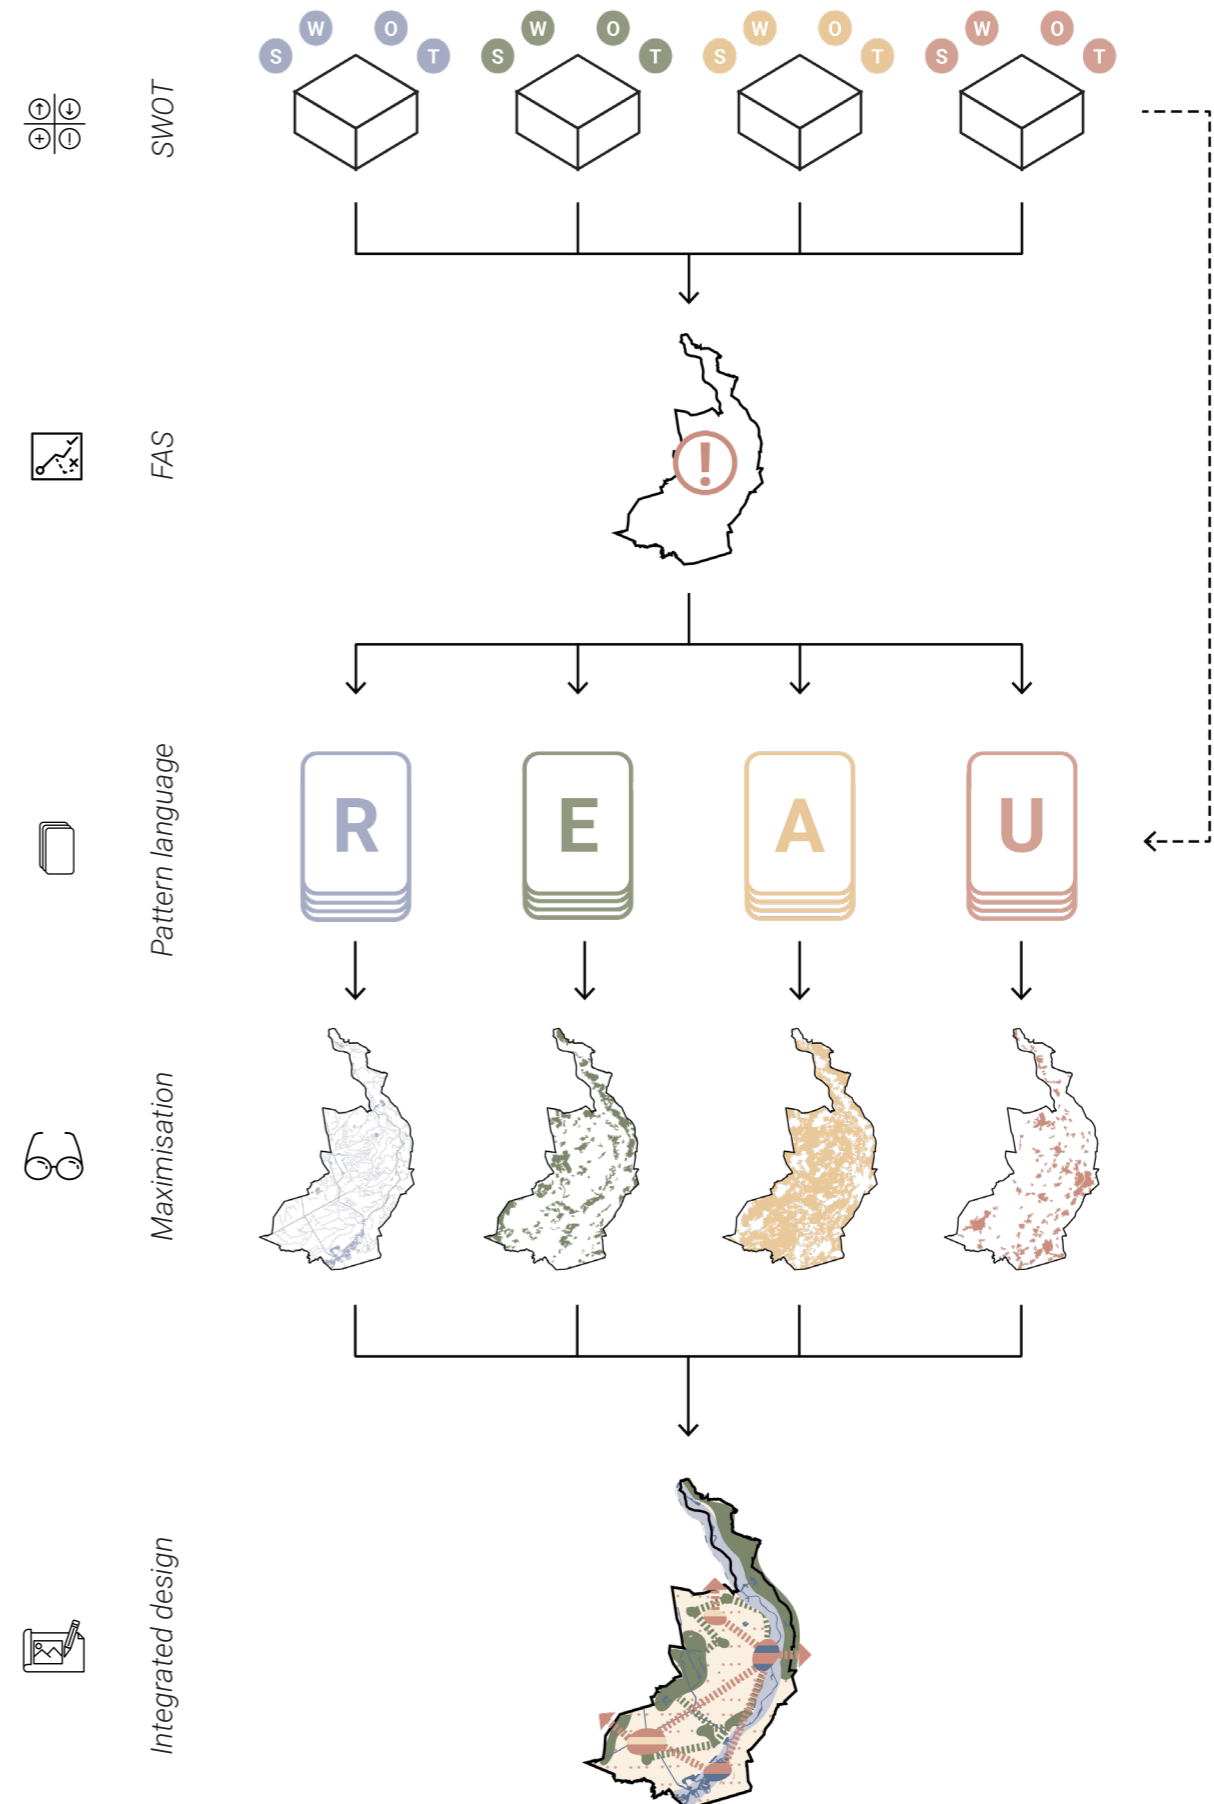 S W O T S W O T S W O T S W O T
SWOT
FAS
!
Pattern language
R E A U
Maximisation
Integrated design